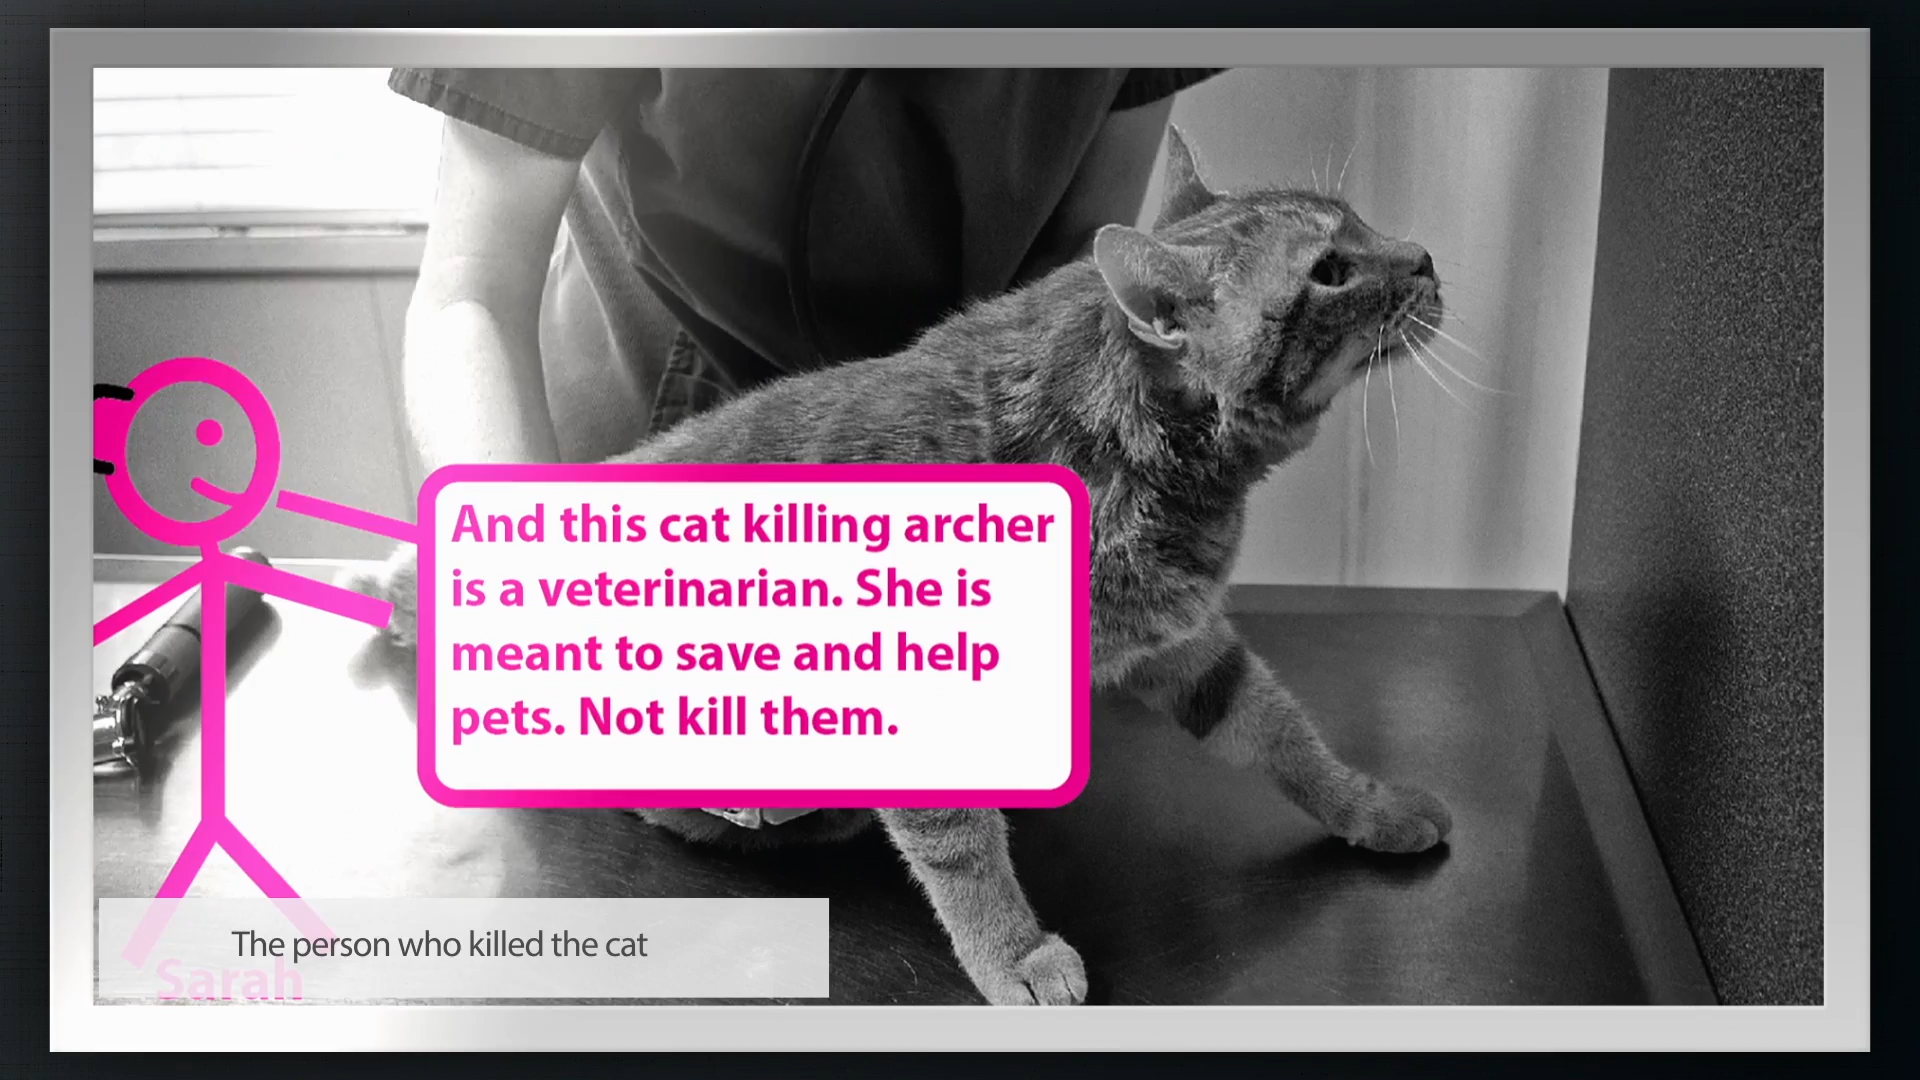 And this cat killing archer
is a veterinarian. She is
meant to save and help
pets. Not kill them.
The person who killed the cat
Sarah